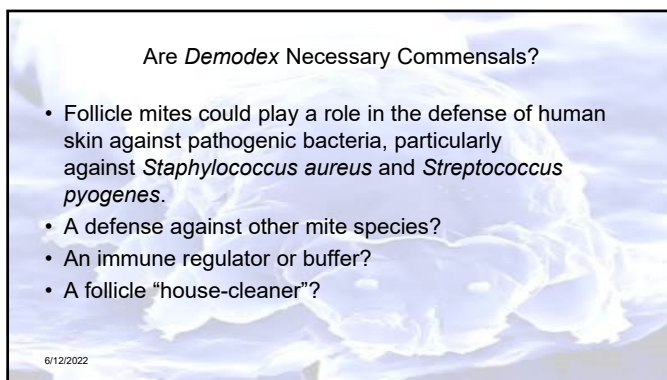 Are Demodex Necessary Commensals?
• Follicle mites could play a role in the defense of human
skin against pathogenic bacteria, particularly
against Staphylococcus aureus and Streptococcus
pyogenes.
• A defense against other mite species?
• An immune regulator or buffer?
• A follicle “house-cleaner”?
6/12/2022